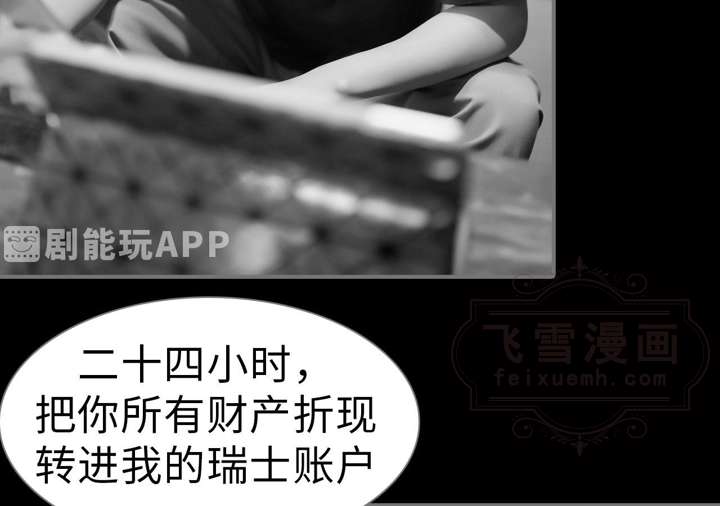 剧能玩APP
飞雪漫画
feixuemh.com
二十四小时，
把你所有财产折现
转进我的瑞士账户